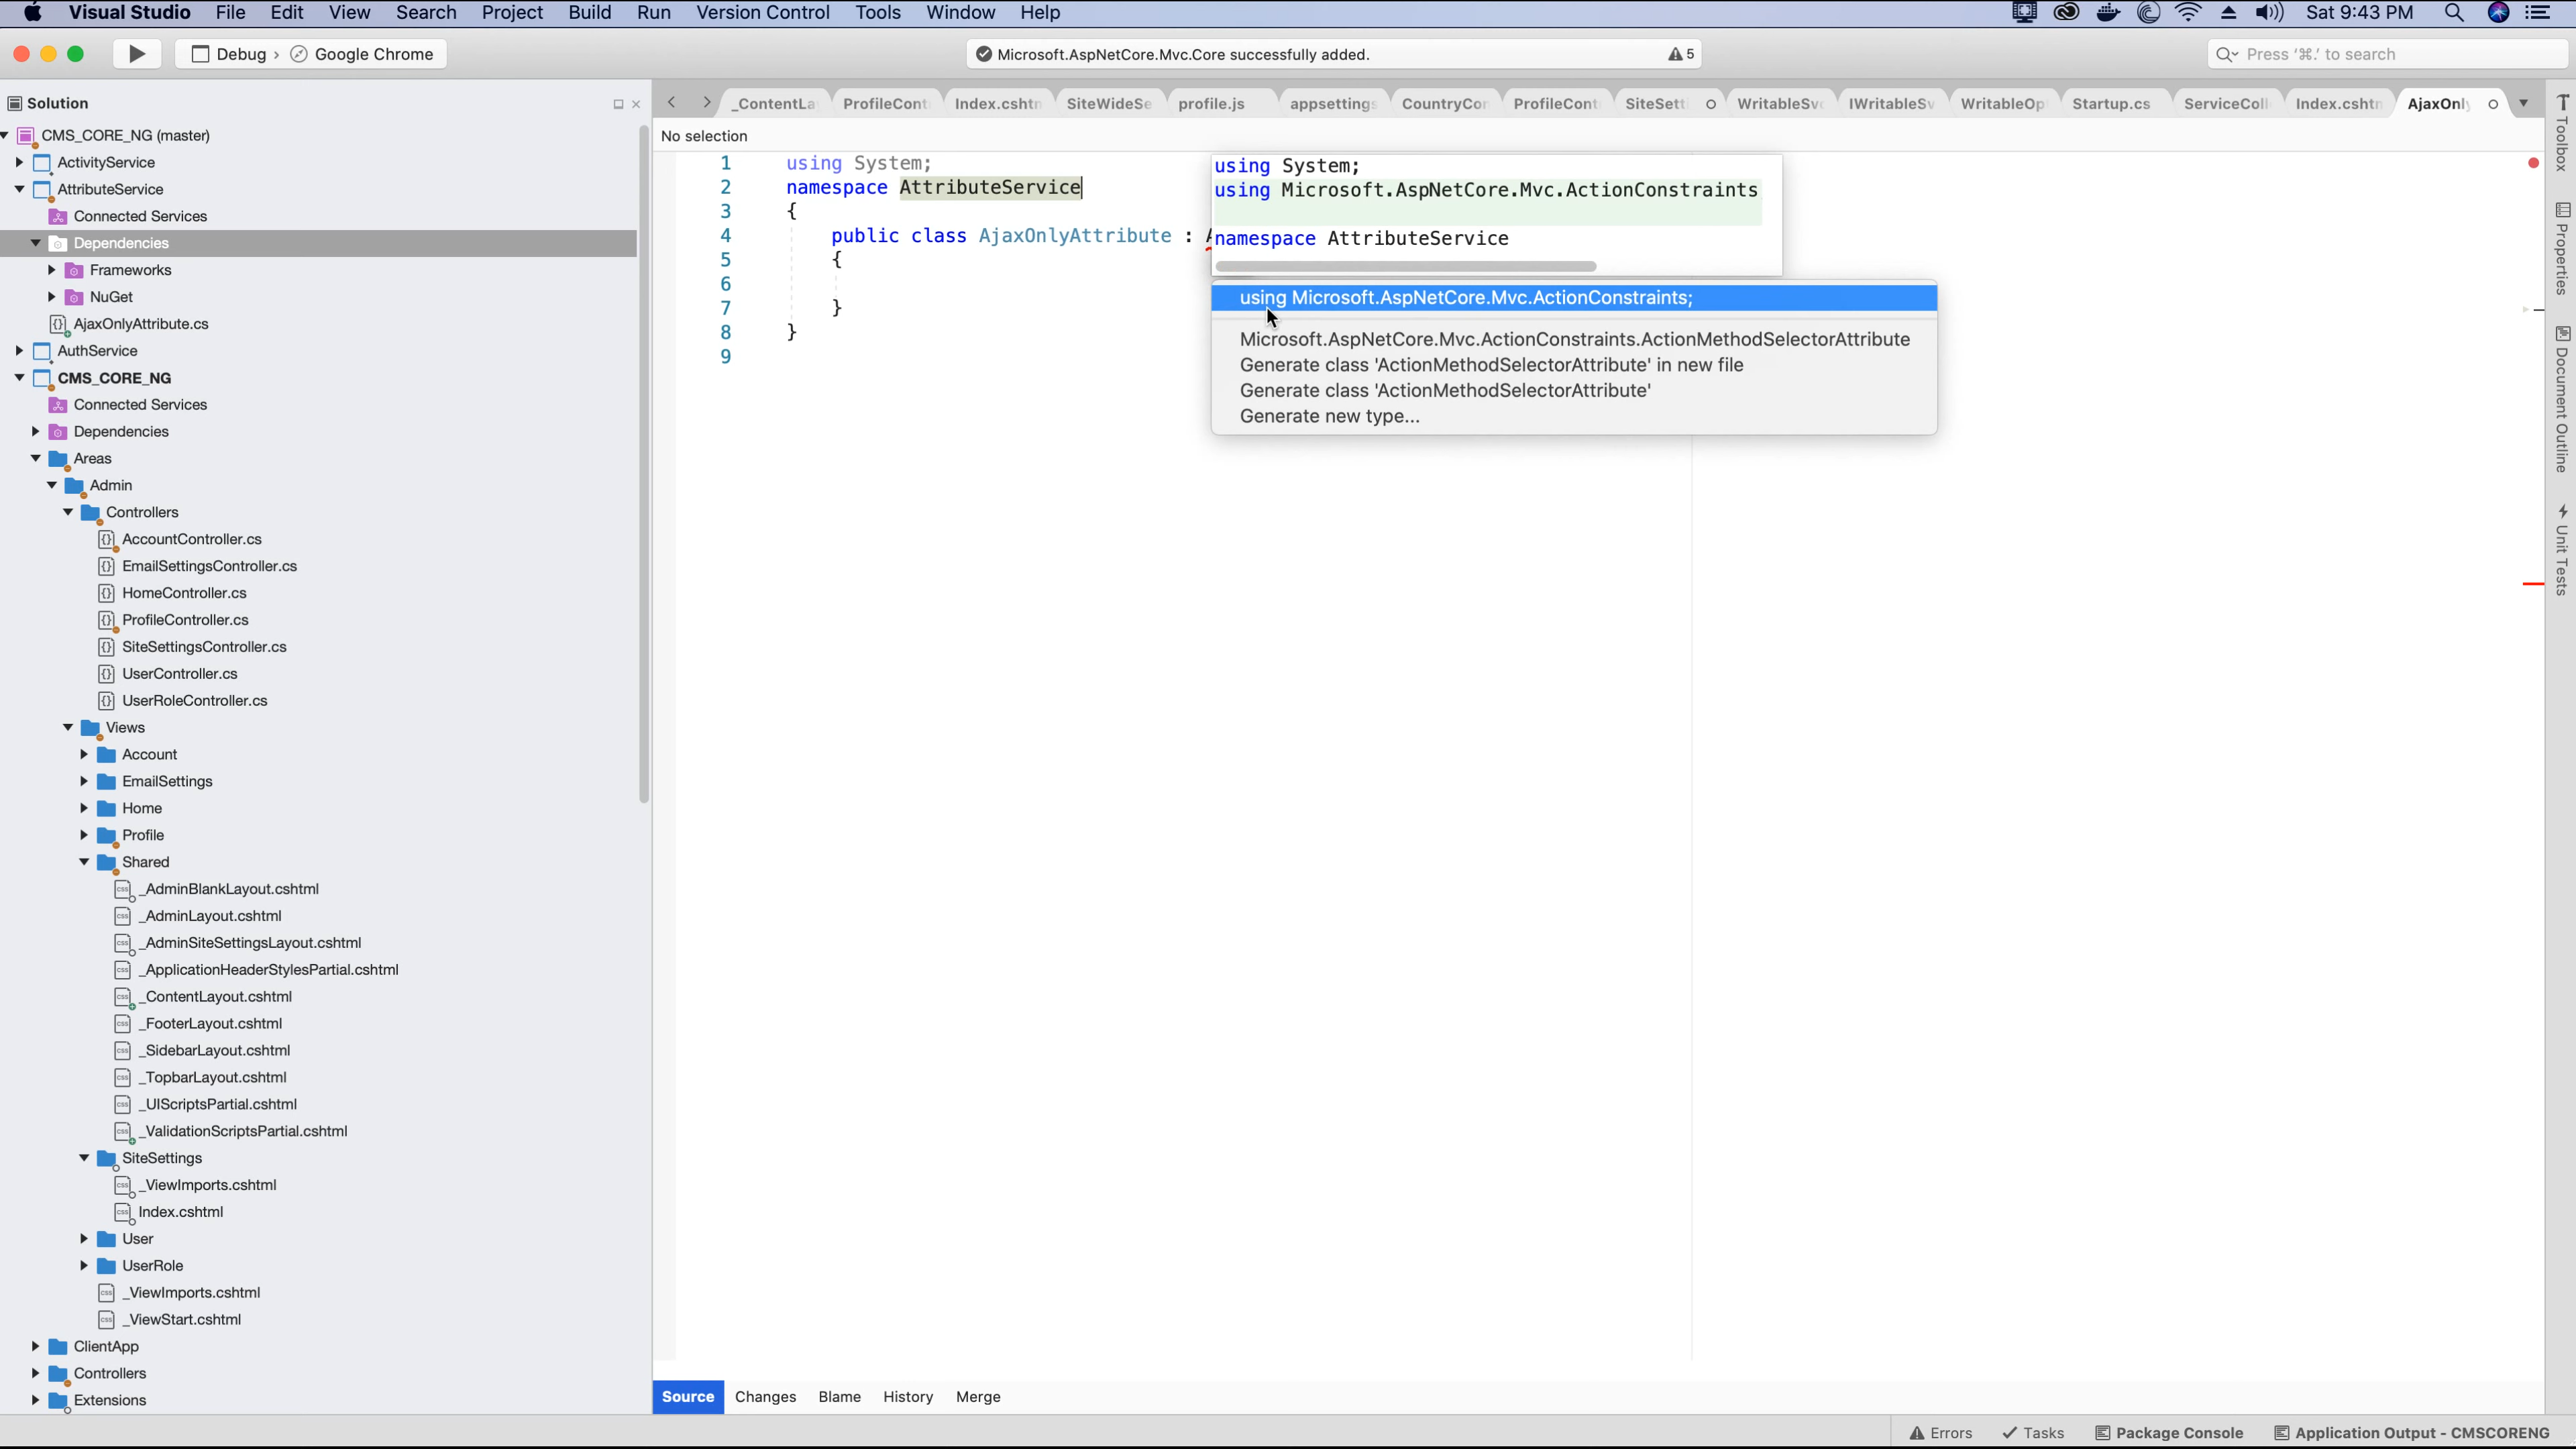 Visual Studio File Edit View Search Project Build Run Version Control Tools Window Help Sat 9:43 PM
Debug › Google Chrome Microsoft.AspNetCore.Mvc.Core successfully added. 5 Press '⌘.' to search
Solution
_ContentLa ProfileCont Index.cshtm SiteWideSe profile.js appsettings CountryCon ProfileCont SiteSett WritableSv IWritableSv WritableOp Startup.cs ServiceColl Index.cshtm AjaxOnly
No selection
CMS_CORE_NG (master)
ActivityService
AttributeService
Connected Services
Dependencies
Frameworks
NuGet
AjaxOnlyAttribute.cs
AuthService
CMS_CORE_NG
Connected Services
Dependencies
Areas
Admin
Controllers
AccountController.cs
EmailSettingsController.cs
HomeController.cs
ProfileController.cs
SiteSettingsController.cs
UserController.cs
UserRoleController.cs
Views
Account
EmailSettings
Home
Profile
Shared
_AdminBlankLayout.cshtml
_AdminLayout.cshtml
_AdminSiteSettingsLayout.cshtml
_ApplicationHeaderStylesPartial.cshtml
_ContentLayout.cshtml
_FooterLayout.cshtml
_SidebarLayout.cshtml
_TopbarLayout.cshtml
_UIScriptsPartial.cshtml
_ValidationScriptsPartial.cshtml
SiteSettings
_ViewImports.cshtml
Index.cshtml
User
UserRole
_ViewImports.cshtml
_ViewStart.cshtml
ClientApp
Controllers
Extensions
1 using System;
2 namespace AttributeService
3 {
4 public class AjaxOnlyAttribute :
5 {
6
7 }
8 }
9
using System;
using Microsoft.AspNetCore.Mvc.ActionConstraints
namespace AttributeService
using Microsoft.AspNetCore.Mvc.ActionConstraints;
Microsoft.AspNetCore.Mvc.ActionConstraints.ActionMethodSelectorAttribute
Generate class 'ActionMethodSelectorAttribute' in new file
Generate class 'ActionMethodSelectorAttribute'
Generate new type...
Toolbox
Properties
Document Outline
Unit Tests
Source Changes Blame History Merge
Errors Tasks Package Console Application Output - CMSCORENG